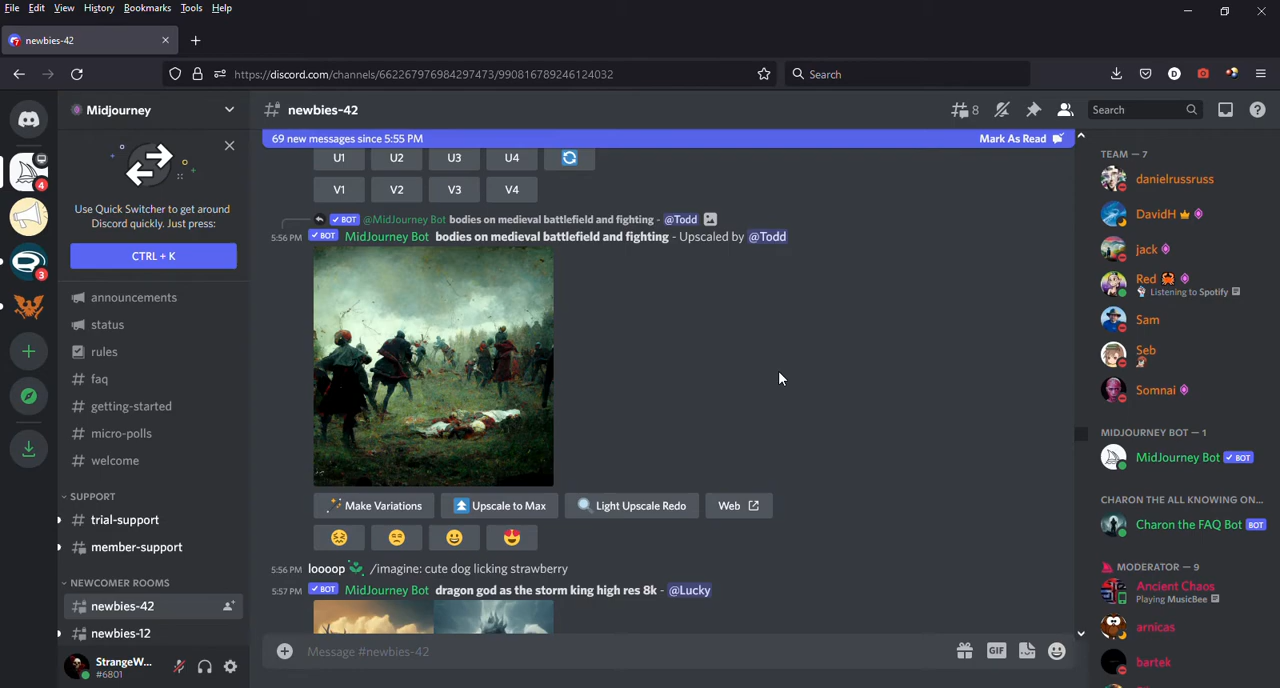 File Edit View History Bookmarks Tools Help
newbies-42
https://discord.com/channels/662267976984297473/990816789246124032
Search
Midjourney
newbies-42
8
Search
69 new messages since 5:55 PM
Mark As Read
Use Quick Switcher to get around
Discord quickly. Just press:
CTRL + K
announcements
status
rules
faq
getting-started
micro-polls
welcome
SUPPORT
trial-support
member-support
NEWCOMER ROOMS
newbies-42
newbies-12
StrangeW...
#6801
4
3
U1 U2 U3 U4
V1 V2 V3 V4
BOT @MidJourney Bot bodies on medieval battlefield and fighting - @Todd
5:56 PM BOT MidJourney Bot bodies on medieval battlefield and fighting - Upscaled by @Todd
Make Variations Upscale to Max Light Upscale Redo Web
5:56 PM loooop /imagine: cute dog licking strawberry
5:57 PM BOT MidJourney Bot dragon god as the storm king high res 8k - @Lucky
Message #newbies-42
GIF
TEAM — 7
danielrussruss
DavidH
jack
Red
Listening to Spotify
Sam
Seb
Somnai
MIDJOURNEY BOT — 1
MidJourney Bot BOT
CHARON THE ALL KNOWING ON...
Charon the FAQ Bot BOT
MODERATOR — 9
Ancient Chaos
Playing MusicBee
arnicas
bartek